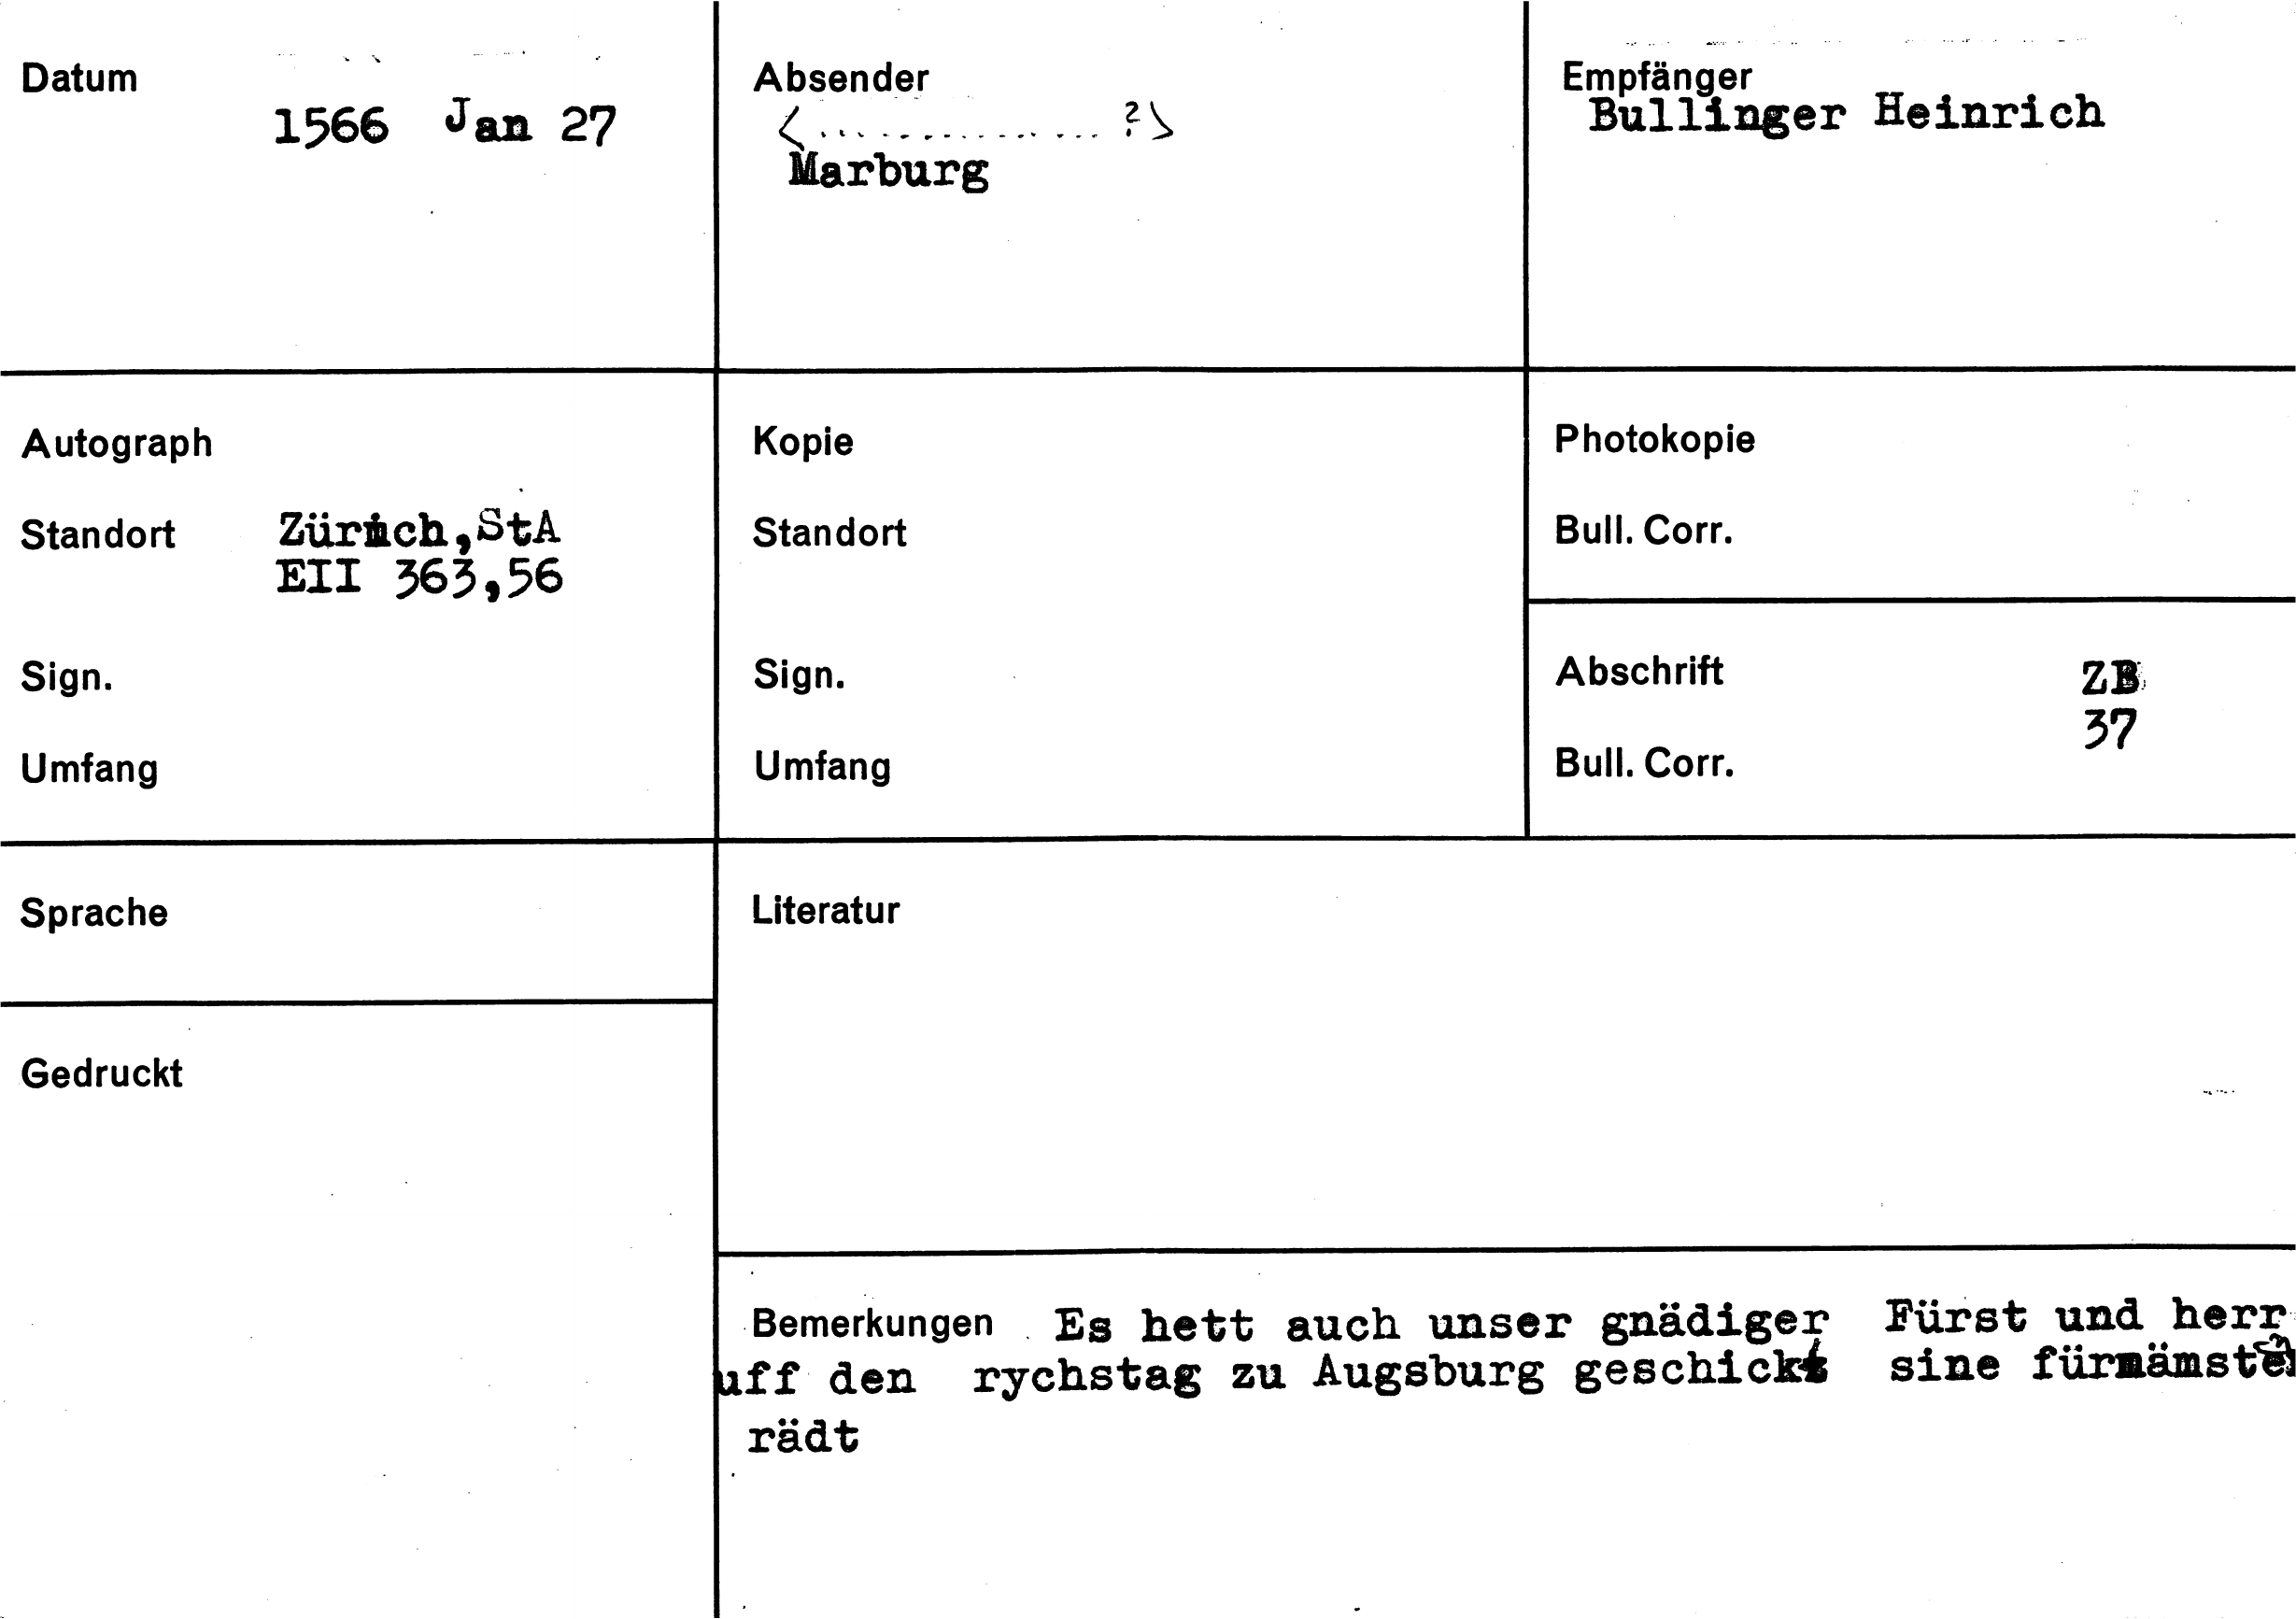 Datum
1566 Jan 27
Absender
<................?>
Marburg
Empfänger
Bullinger Heinrich
Autograph
Standort Zürich,StA
EII 363,56
Sign.
Umfang
Kopie
Standort
Sign.
Umfang
Photokopie
Bull. Corr.
Abschrift ZB
37
Bull. Corr.
Sprache
Literatur
Gedruckt
Bemerkungen Es hett auch unser gnädiger Fürst und herr
uff den rychstag zu Augsburg geschickt sine fürnämsten
rädt